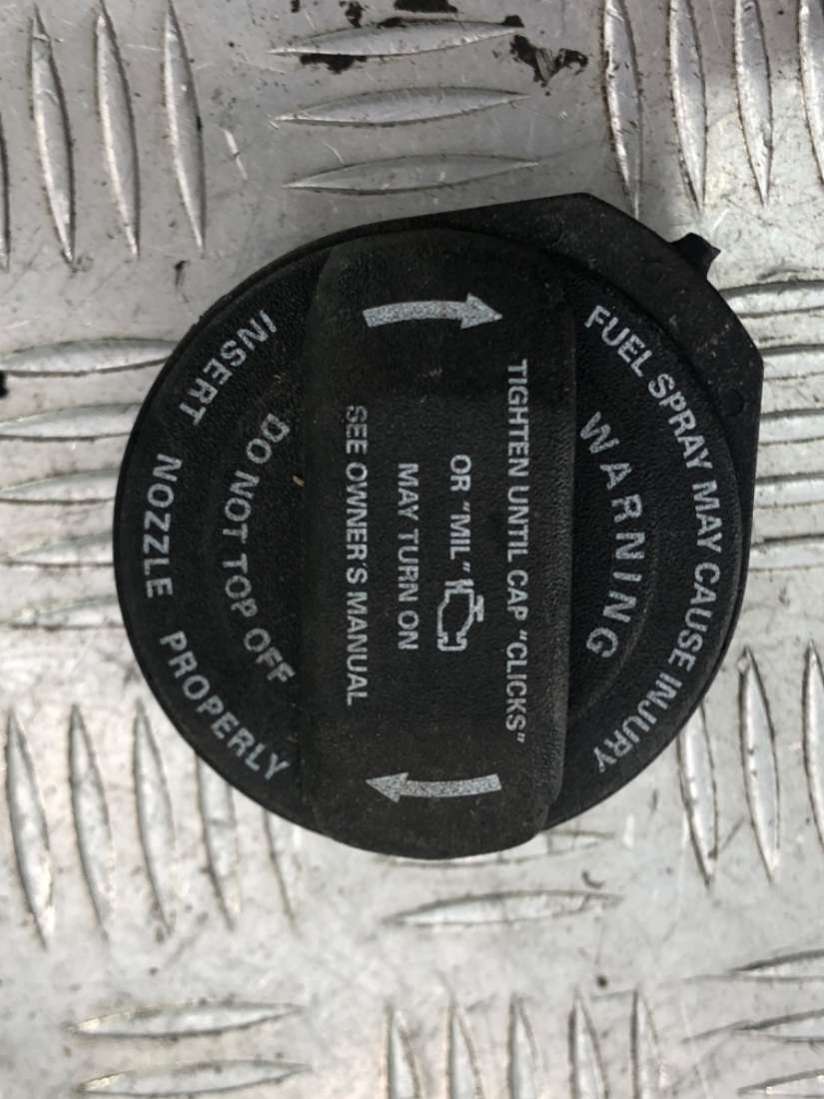 FUEL SPRAY MAY CAUSE INJURY
WARNING
TIGHTEN UNTIL CAP "CLICKS"
OR "MIL"
MAY TURN ON
SEE OWNER'S MANUAL
DO NOT TOP OFF
INSERT NOZZLE PROPERLY